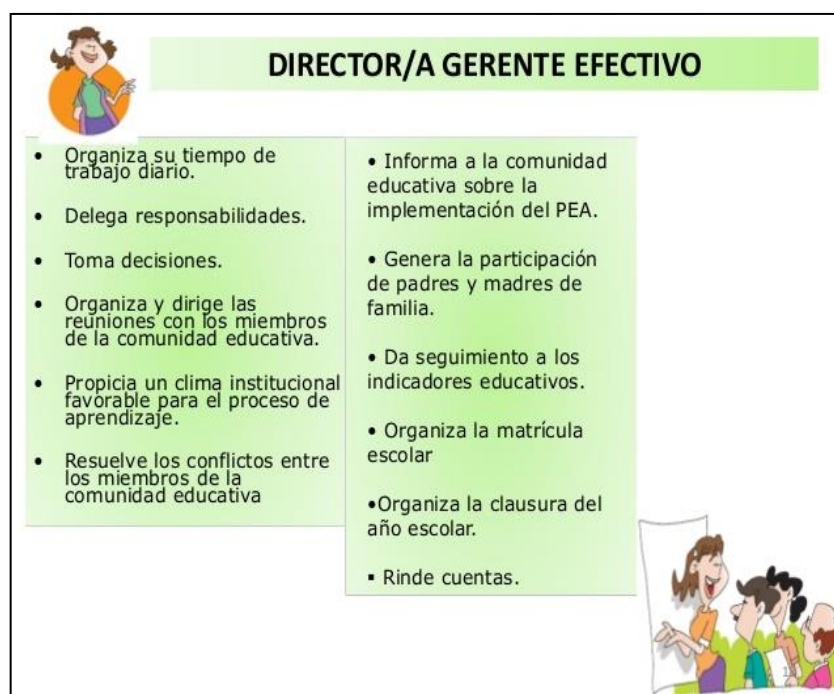 DIRECTOR/A GERENTE EFECTIVO
• Organiza su tiempo de
trabajo diario.
• Delega responsabilidades.
• Toma decisiones.
• Organiza y dirige las
reuniones con los miembros
de la comunidad educativa.
• Propicia un clima institucional
favorable para el proceso de
aprendizaje.
• Resuelve los conflictos entre
los miembros de la
comunidad educativa
• Informa a la comunidad
educativa sobre la
implementación del PEA.
• Genera la participación
de padres y madres de
familia.
• Da seguimiento a los
indicadores educativos.
• Organiza la matrícula
escolar
•Organiza la clausura del
año escolar.
▪ Rinde cuentas.